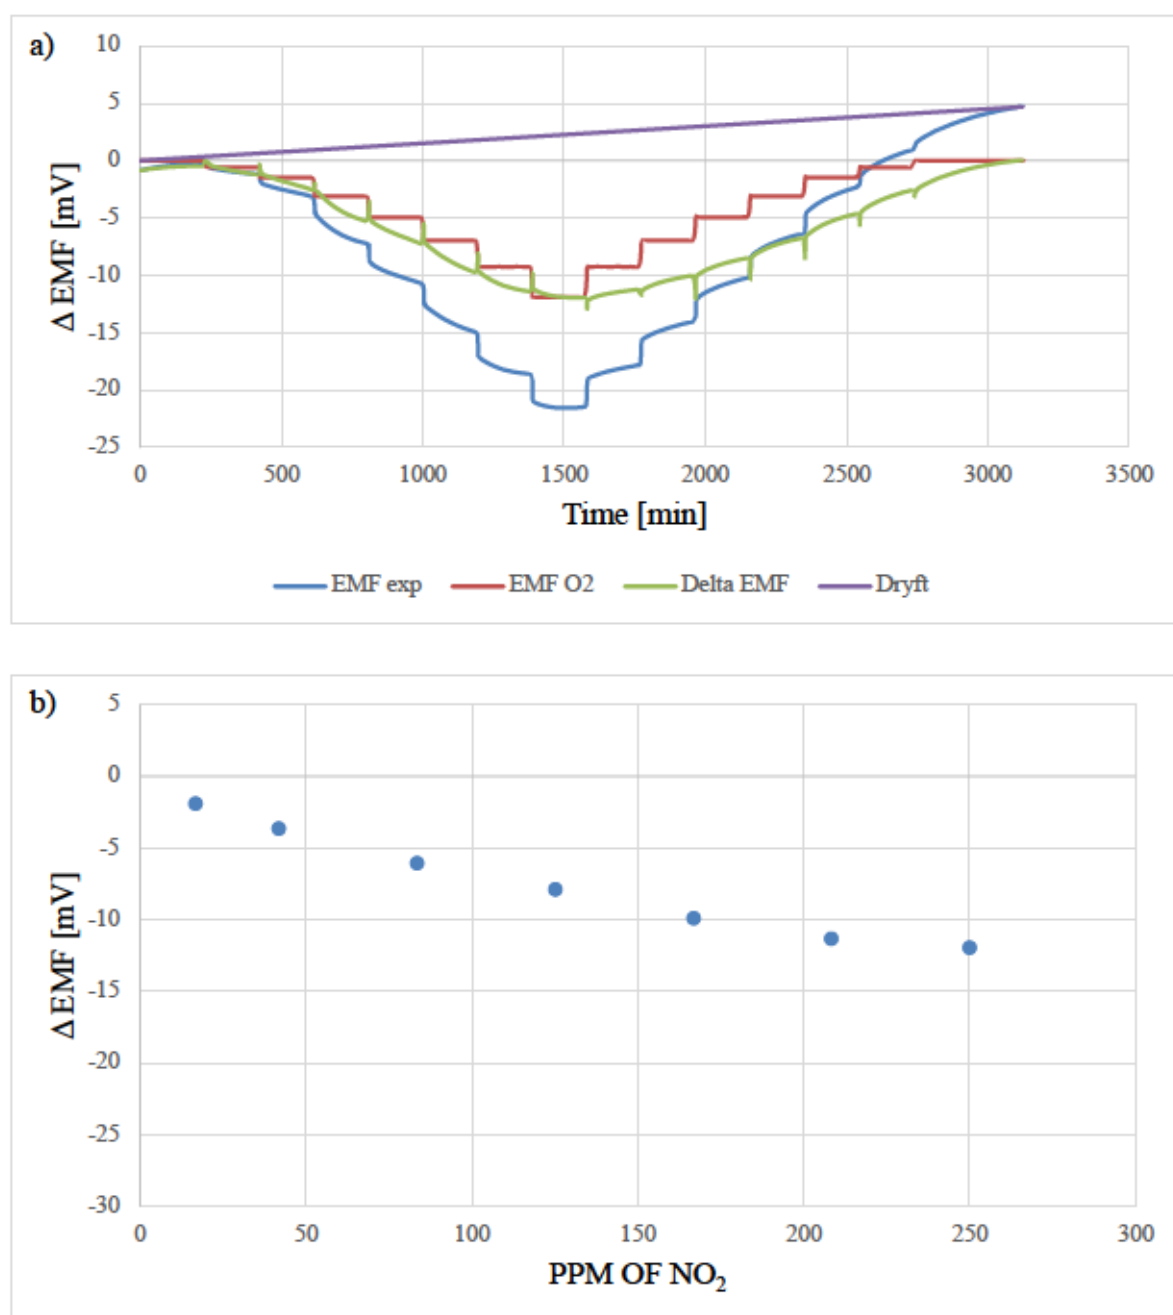 a)
10
5
0
-5
-10
-15
-20
-25
Δ EMF [mV]
0 500 1000 1500 2000 2500 3000 3500
Time [min]
EMF exp EMF O2 Delta EMF Dryft
b)
5
0
-5
-10
-15
-20
-25
-30
Δ EMF [mV]
0 50 100 150 200 250 300
PPM OF NO₂